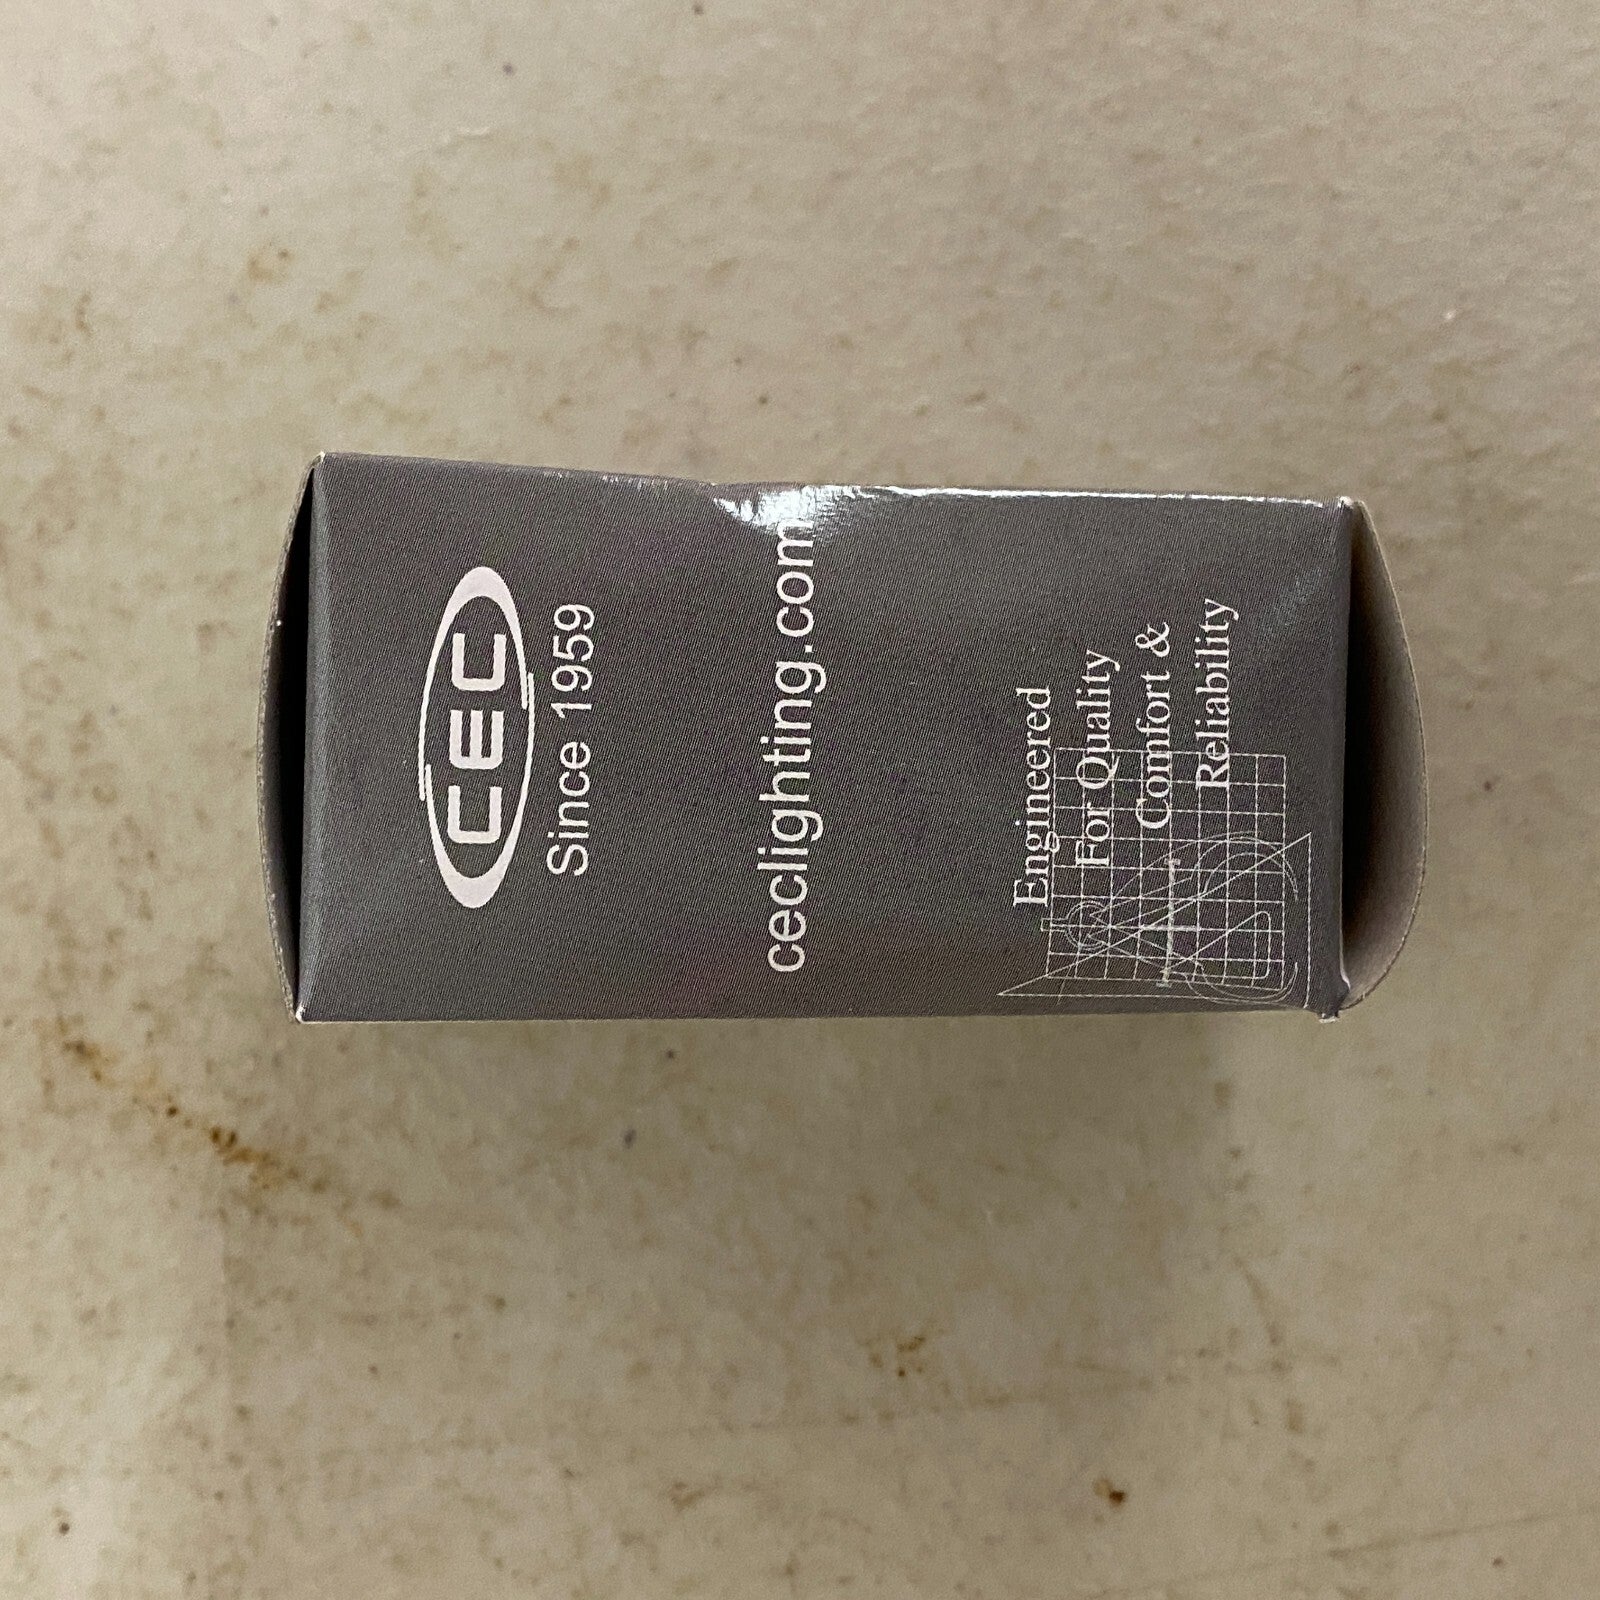 CEC
Since 1959
ceclighting.com
Engineered
For Quality
Comfort &
Reliability